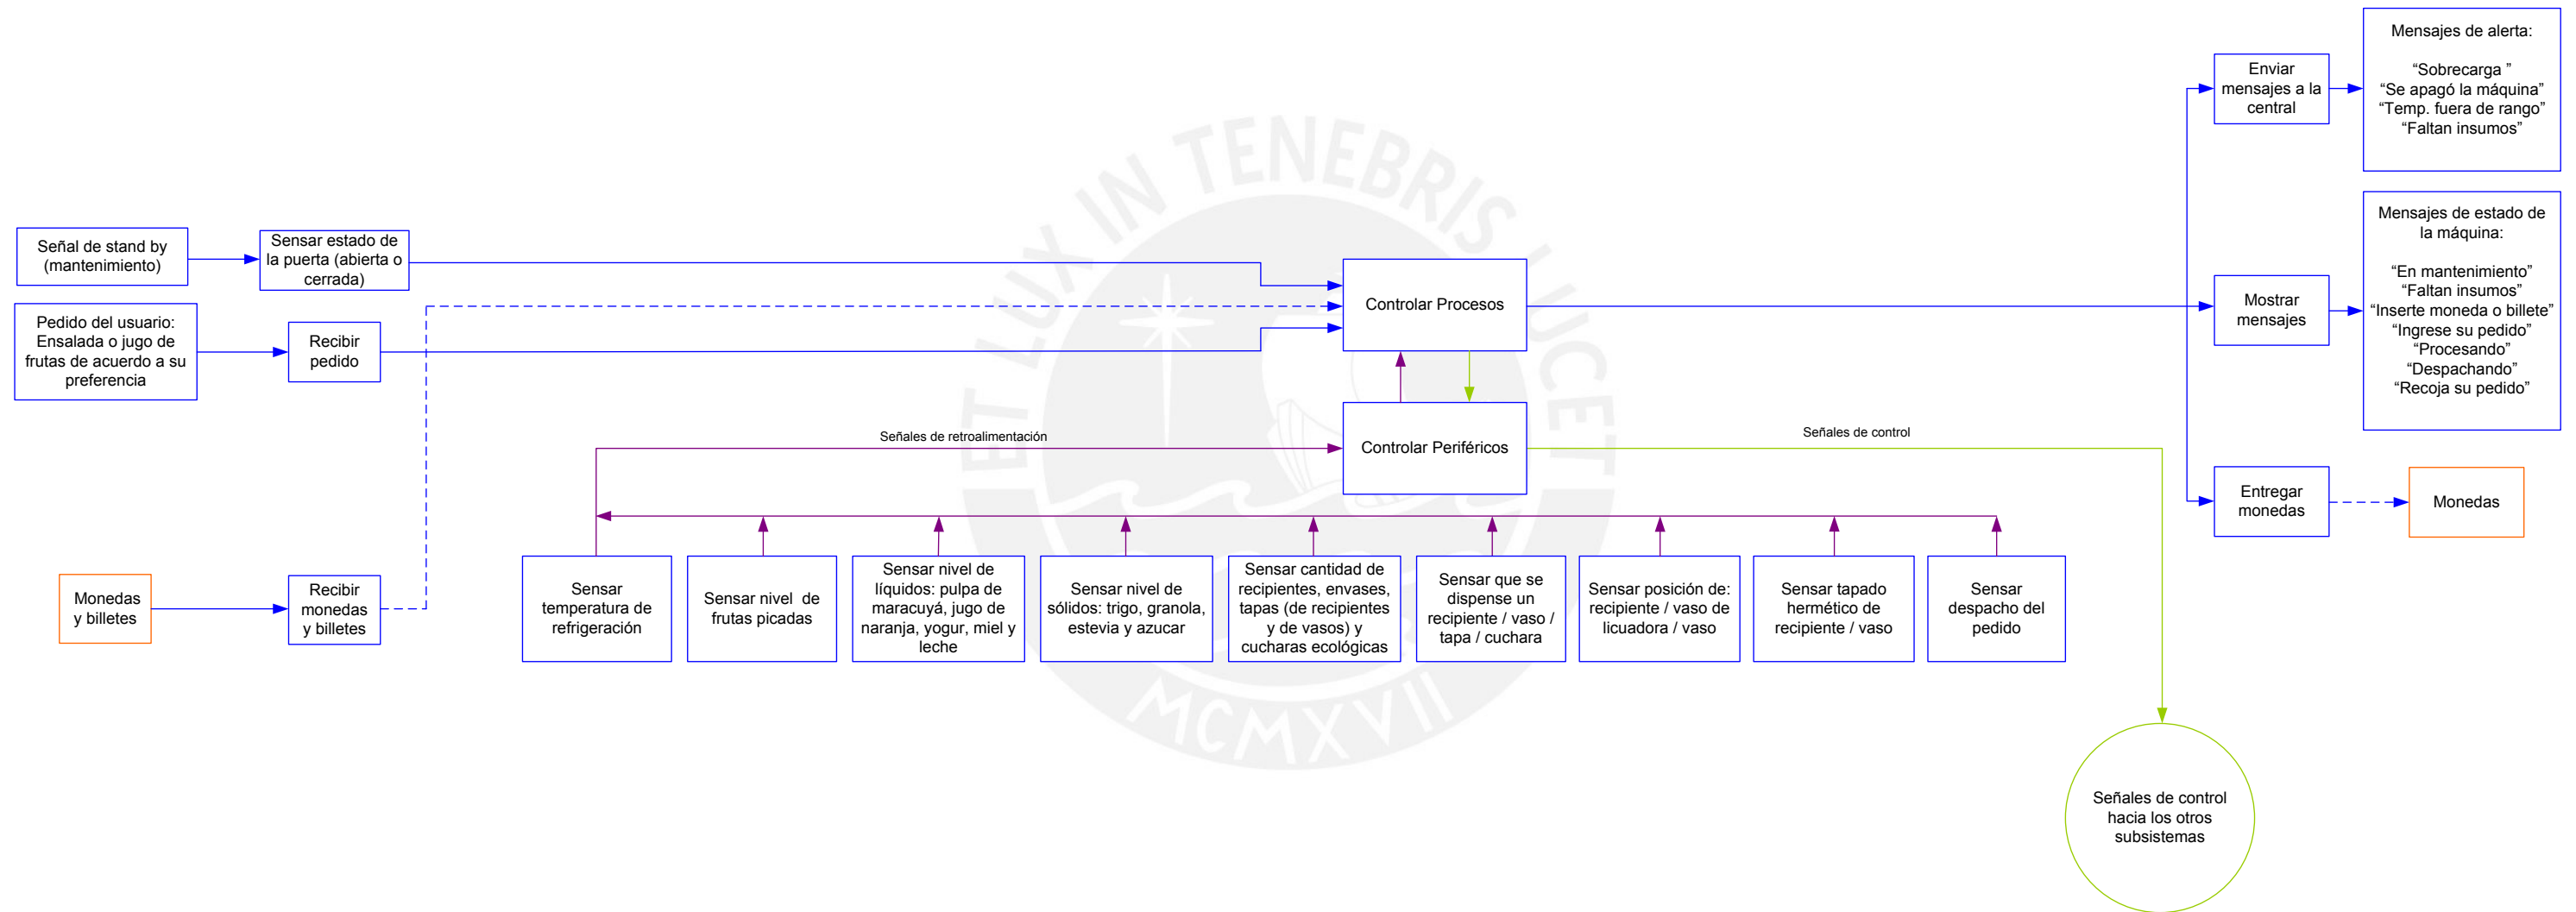 Mensajes de alerta:
“Sobrecarga ”
“Se apagó la máquina”
“Temp. fuera de rango”
“Faltan insumos”
Enviar
mensajes a la
central
Señal de stand by
(mantenimiento)
Sensar estado de
la puerta (abierta o
cerrada)
Pedido del usuario:
Ensalada o jugo de
frutas de acuerdo a su
preferencia
Recibir
pedido
Controlar Procesos
Mostrar
mensajes
Mensajes de estado de
la máquina:
“En mantenimiento”
“Faltan insumos”
“Inserte moneda o billete”
“Ingrese su pedido”
“Procesando”
“Despachando”
“Recoja su pedido”
Señales de retroalimentación
Controlar Periféricos
Señales de control
Entregar
monedas
Monedas
Monedas
y billetes
Recibir
monedas
y billetes
Sensar
temperatura de
refrigeración
Sensar nivel de
frutas picadas
Sensar nivel de
líquidos: pulpa de
maracuyá, jugo de
naranja, yogur, miel y
leche
Sensar nivel de
sólidos: trigo, granola,
estevia y azucar
Sensar cantidad de
recipientes, envases,
tapas (de recipientes
y de vasos) y
cucharas ecológicas
Sensar que se
dispense un
recipiente / vaso /
tapa / cuchara
Sensar posición de:
recipiente / vaso de
licuadora / vaso
Sensar tapado
hermético de
recipiente / vaso
Sensar
despacho del
pedido
Señales de control
hacia los otros
subsistemas
ET LUX IN TENEBRIS LUCET
MCMXVII